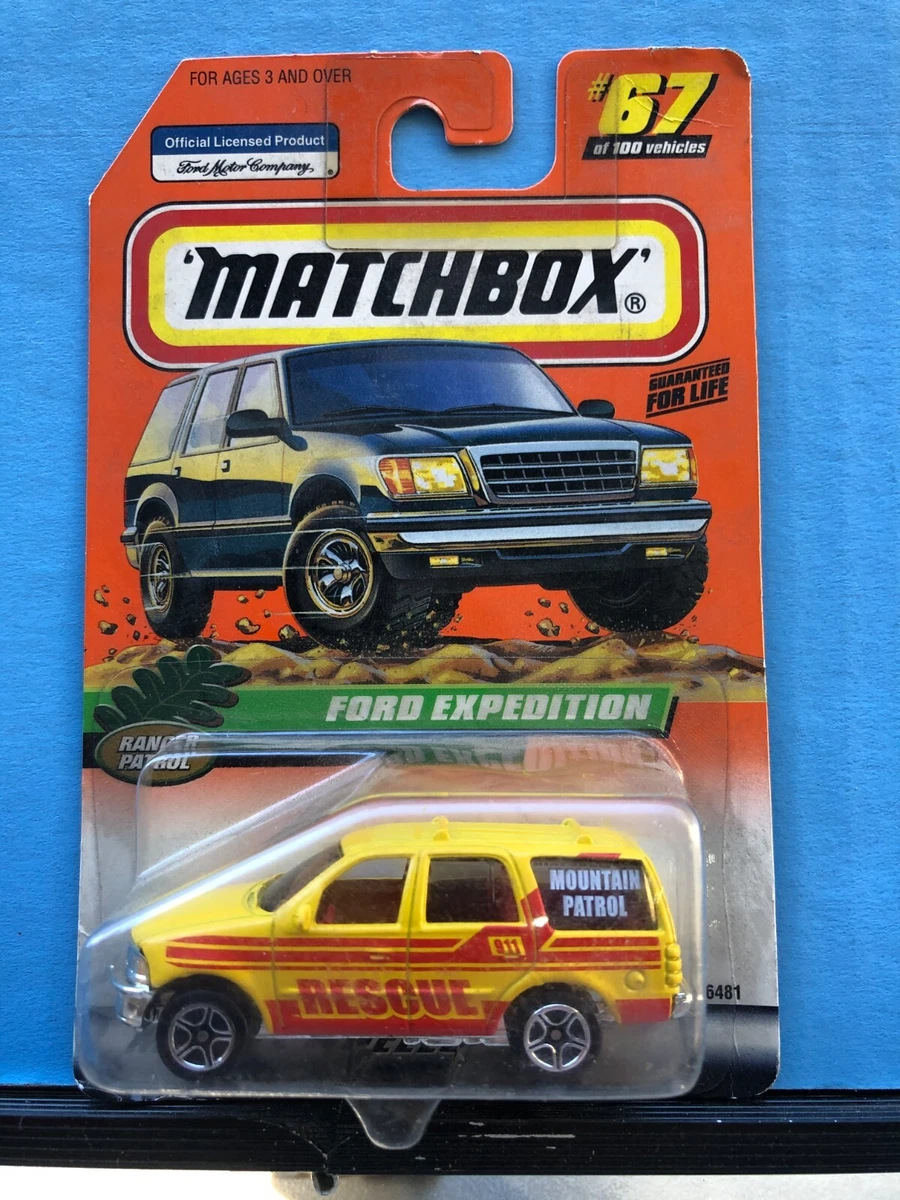 FOR AGES 3 AND OVER
#67
of 100 vehicles
Official Licensed Product
Ford Motor Company
'MATCHBOX'®
GUARANTEED
FOR LIFE
FORD EXPEDITION
RANGER
PATROL
MOUNTAIN
PATROL
911
RESCUE
6481